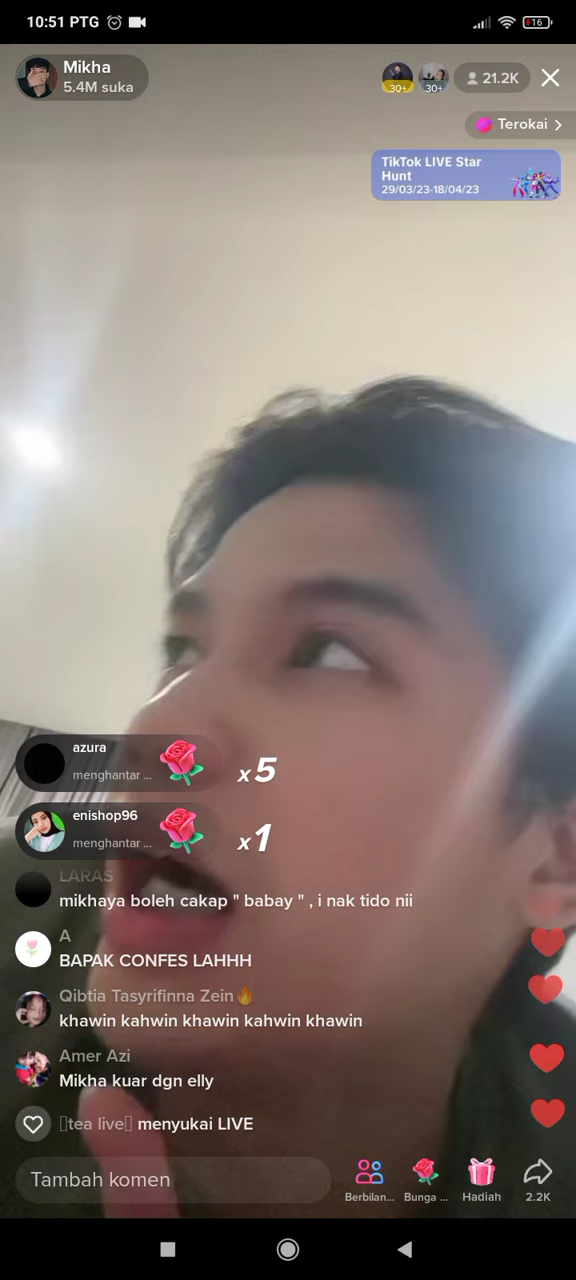 10:51 PTG
16
Mikha
5.4M suka
30+
30+
21.2K
Terokai
TikTok LIVE Star
Hunt
29/03/23-18/04/23
azura
menghantar ...
x5
enishop96
menghantar ...
x1
LARAS
mikhaya boleh cakap " babay " , i nak tido nii
A
BAPAK CONFES LAHHH
Qibtia Tasyrifinna Zein🔥
khawin kahwin khawin kahwin khawin
Amer Azi
Mikha kuar dgn elly
tea live menyukai LIVE
Tambah komen
Berbilan...
Bunga ...
Hadiah
2.2K